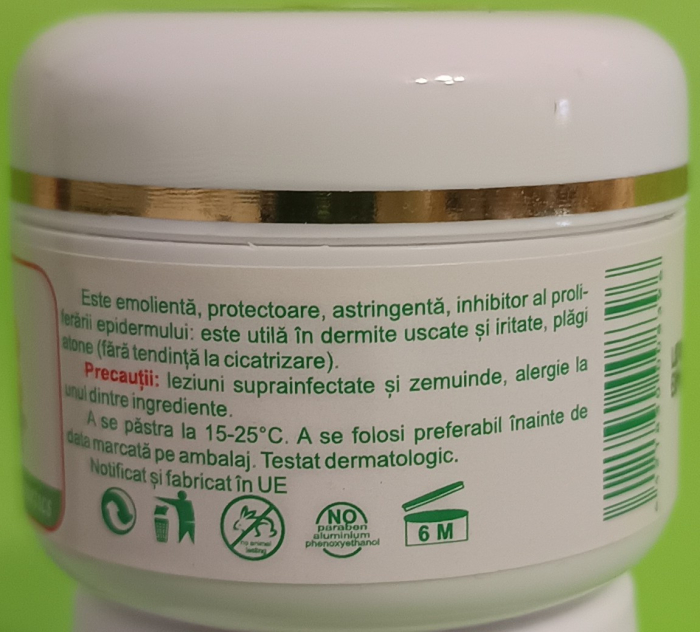 Este emolientă, protectoare, astringentă, inhibitor al proli-
ferării epidermului: este utilă în dermite uscate și iritate, plăgi
atone (fără tendință la cicatrizare).
Precauții: leziuni suprainfectate și zemuinde, alergie la
unul dintre ingrediente.
A se păstra la 15-25°C. A se folosi preferabil înainte de
data marcată pe ambalaj. Testat dermatologic.
Notificat și fabricat în UE
no animal
testing
NO
paraben
aluminium
phenoxyethanol
6 M